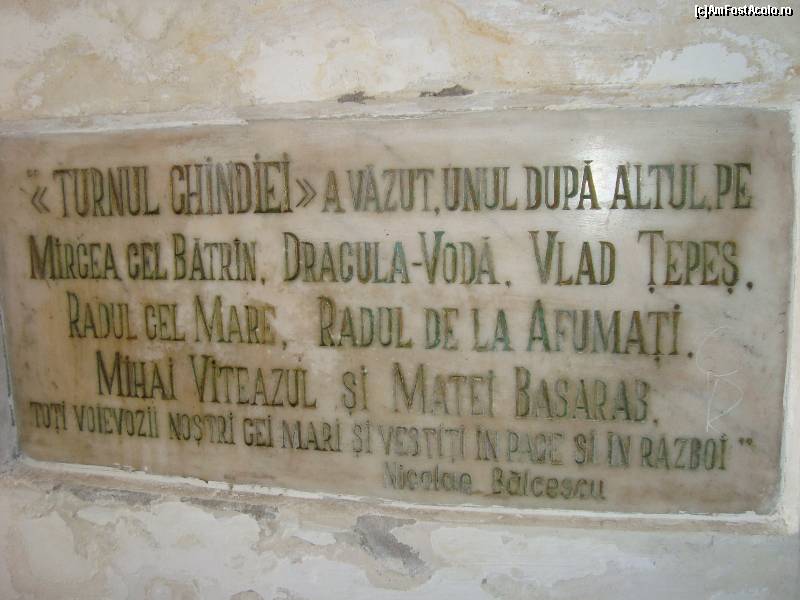 [c]AmFostAcolo.ro
"«TURNUL CHINDIEI» A VĂZUT, UNUL DUPĂ ALTUL, PE
MIRCEA CEL BĂTRÎN, DRACULA-VODĂ, VLAD ȚEPEȘ,
RADUL CEL MARE, RADUL DE LA AFUMAȚI,
MIHAI VITEAZUL ȘI MATEI BASARAB,
TOȚI VOIEVOZII NOȘTRI CEI MARI ȘI VESTIȚI ÎN PACE ȘI ÎN RĂZBOI"
Nicolae Bălcescu